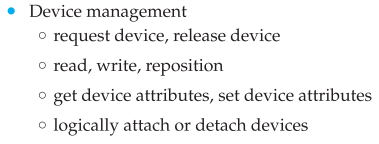 • Device management
◦ request device, release device
◦ read, write, reposition
◦ get device attributes, set device attributes
◦ logically attach or detach devices